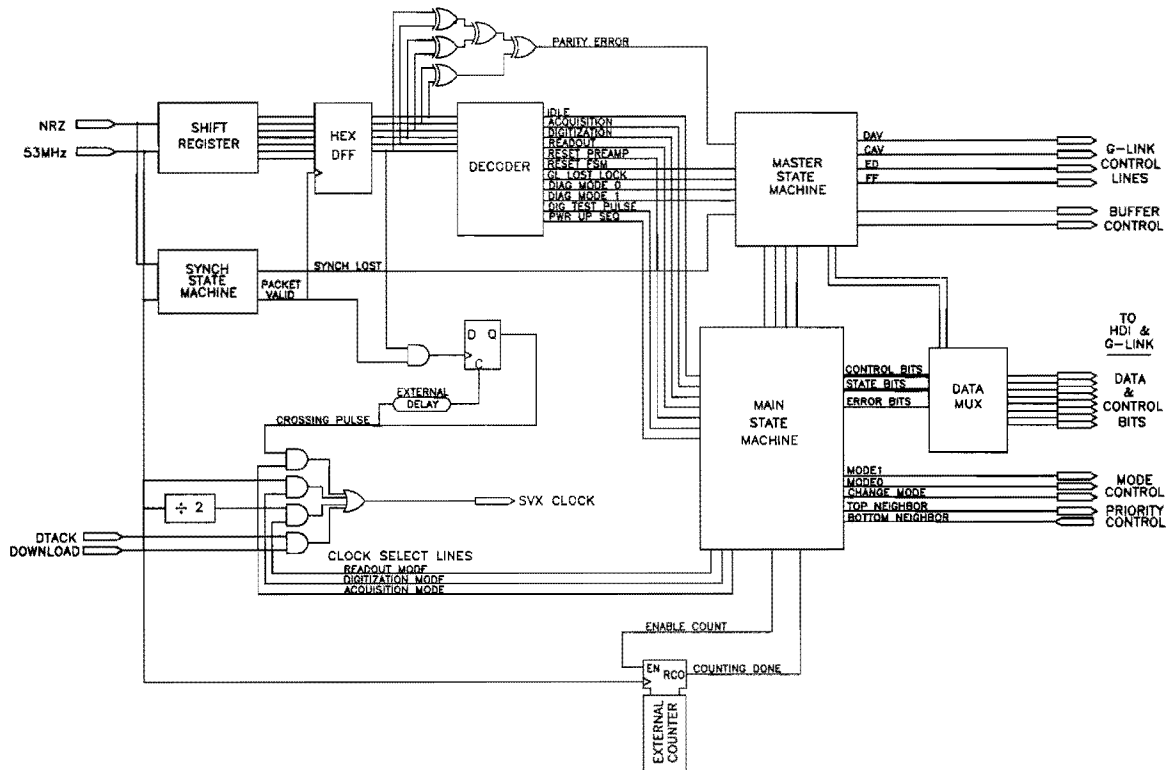 PARITY ERROR
NRZ
53MHz
SHIFT
REGISTER
HEX
DFF
DECODER
IDLE
ACQUISITION
DIGITIZATION
READOUT
RESET PREAMP
RESET FSM
GL LOST LOCK
DIAG MODE 0
DIAG MODE 1
DIG TEST PULSE
PWR UP SEQ
MASTER
STATE
MACHINE
DAV
CAV
ED
FF
G-LINK
CONTROL
LINES
BUFFER
CONTROL
SYNCH
STATE
MACHINE
SYNCH LOST
PACKET
VALID
D Q
C
EXTERNAL
DELAY
CROSSING PULSE
MAIN
STATE
MACHINE
CONTROL BITS
STATE BITS
ERROR BITS
DATA
MUX
TO
HDI &
G-LINK
DATA
&
CONTROL
BITS
÷ 2
SVX CLOCK
DTACK
DOWNLOAD
CLOCK SELECT LINES
READOUT MODE
DIGITIZATION MODE
ACQUISITION MODE
MODE1
MODE0
CHANGE MODE
TOP NEIGHBOR
BOTTOM NEIGHBOR
MODE
CONTROL
PRIORITY
CONTROL
ENABLE COUNT
EN
RCO
COUNTING DONE
EXTERNAL
COUNTER